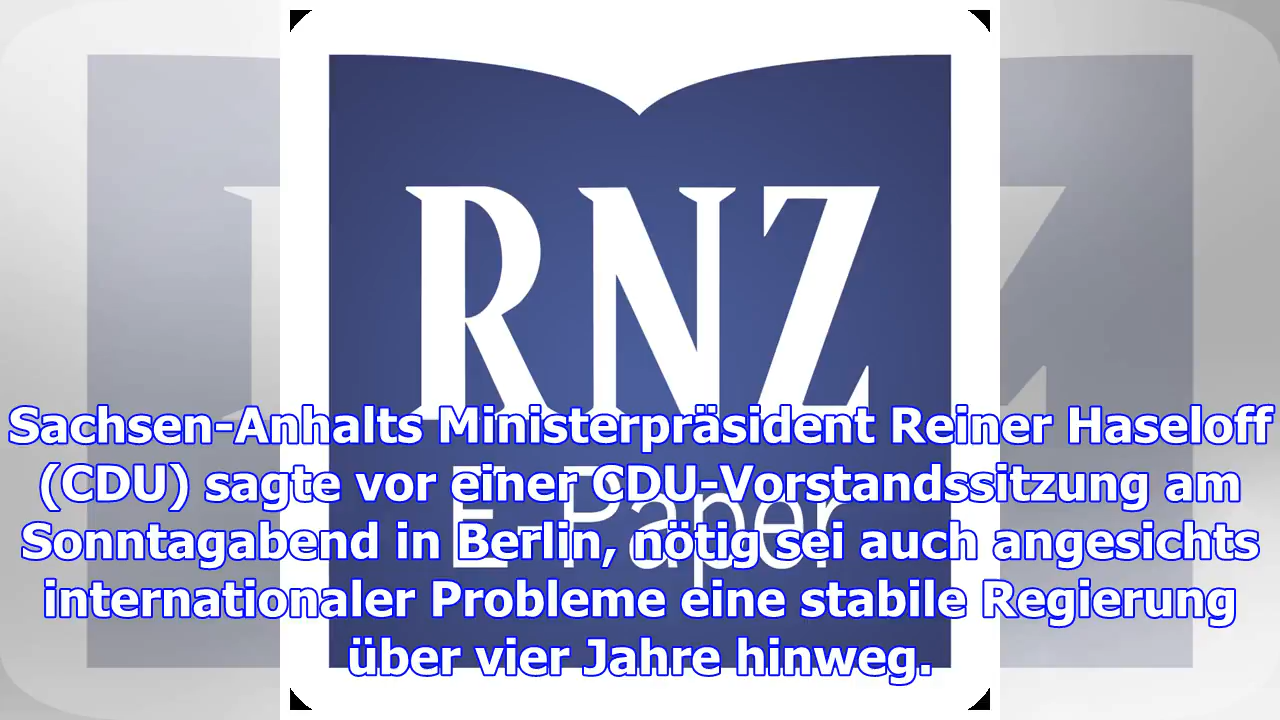 RNZ
E-Paper
Sachsen-Anhalts Ministerpräsident Reiner Haseloff
(CDU) sagte vor einer CDU-Vorstandssitzung am
Sonntagabend in Berlin, nötig sei auch angesichts
internationaler Probleme eine stabile Regierung
über vier Jahre hinweg.